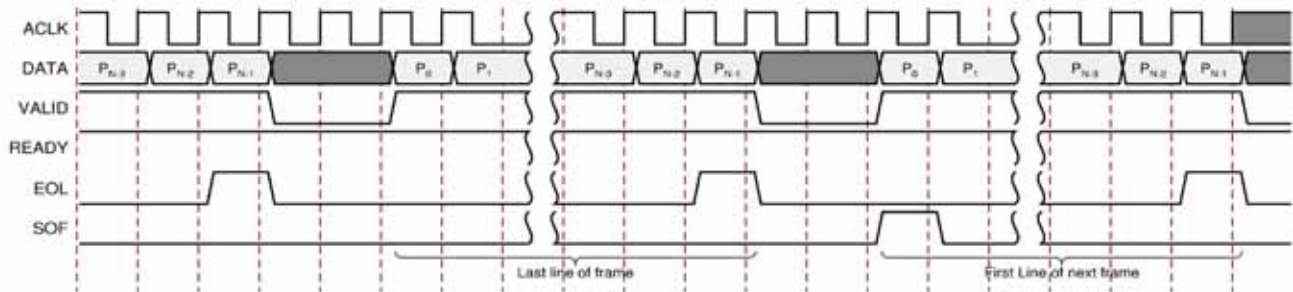 ACLK
DATA P_N-3 P_N-2 P_N-1 P_0 P_1 P_N-3 P_N-2 P_N-1 P_0 P_1 P_N-3 P_N-2 P_N-1
VALID
READY
EOL
SOF
Last line of frame First Line of next frame